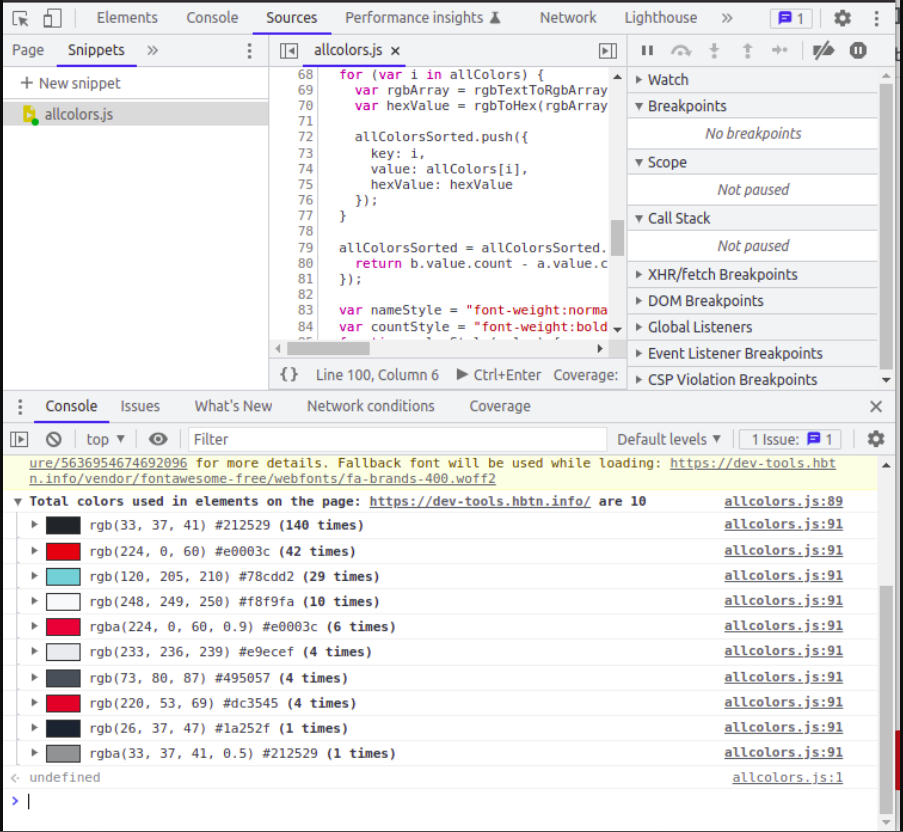 Elements Console Sources Performance insights Network Lighthouse » 1
Page Snippets »
allcolors.js ×
+ New snippet
allcolors.js
68 for (var i in allColors) {
69 var rgbArray = rgbTextToRgbArray
70 var hexValue = rgbToHex(rgbArray
71
72 allColorsSorted.push({
73 key: i,
74 value: allColors[i],
75 hexValue: hexValue
76 });
77 }
78
79 allColorsSorted = allColorsSorted.
80 return b.value.count - a.value.c
81 });
82
83 var nameStyle = "font-weight:norma
84 var countStyle = "font-weight:bold
{ } Line 100, Column 6 Ctrl+Enter Coverage:
Watch
Breakpoints
No breakpoints
Scope
Not paused
Call Stack
Not paused
XHR/fetch Breakpoints
DOM Breakpoints
Global Listeners
Event Listener Breakpoints
CSP Violation Breakpoints
Console Issues What's New Network conditions Coverage ×
top ▼ Filter Default levels ▼ 1 Issue: 1
ure/5636954674692096 for more details. Fallback font will be used while loading: https://dev-tools.hbt
n.info/vendor/fontawesome-free/webfonts/fa-brands-400.woff2
Total colors used in elements on the page: https://dev-tools.hbtn.info/ are 10 allcolors.js:89
rgb(33, 37, 41) #212529 (140 times) allcolors.js:91
rgb(224, 0, 60) #e0003c (42 times) allcolors.js:91
rgb(120, 205, 210) #78cdd2 (29 times) allcolors.js:91
rgb(248, 249, 250) #f8f9fa (10 times) allcolors.js:91
rgba(224, 0, 60, 0.9) #e0003c (6 times) allcolors.js:91
rgb(233, 236, 239) #e9ecef (4 times) allcolors.js:91
rgb(73, 80, 87) #495057 (4 times) allcolors.js:91
rgb(220, 53, 69) #dc3545 (4 times) allcolors.js:91
rgb(26, 37, 47) #1a252f (1 times) allcolors.js:91
rgba(33, 37, 41, 0.5) #212529 (1 times) allcolors.js:91
undefined allcolors.js:1